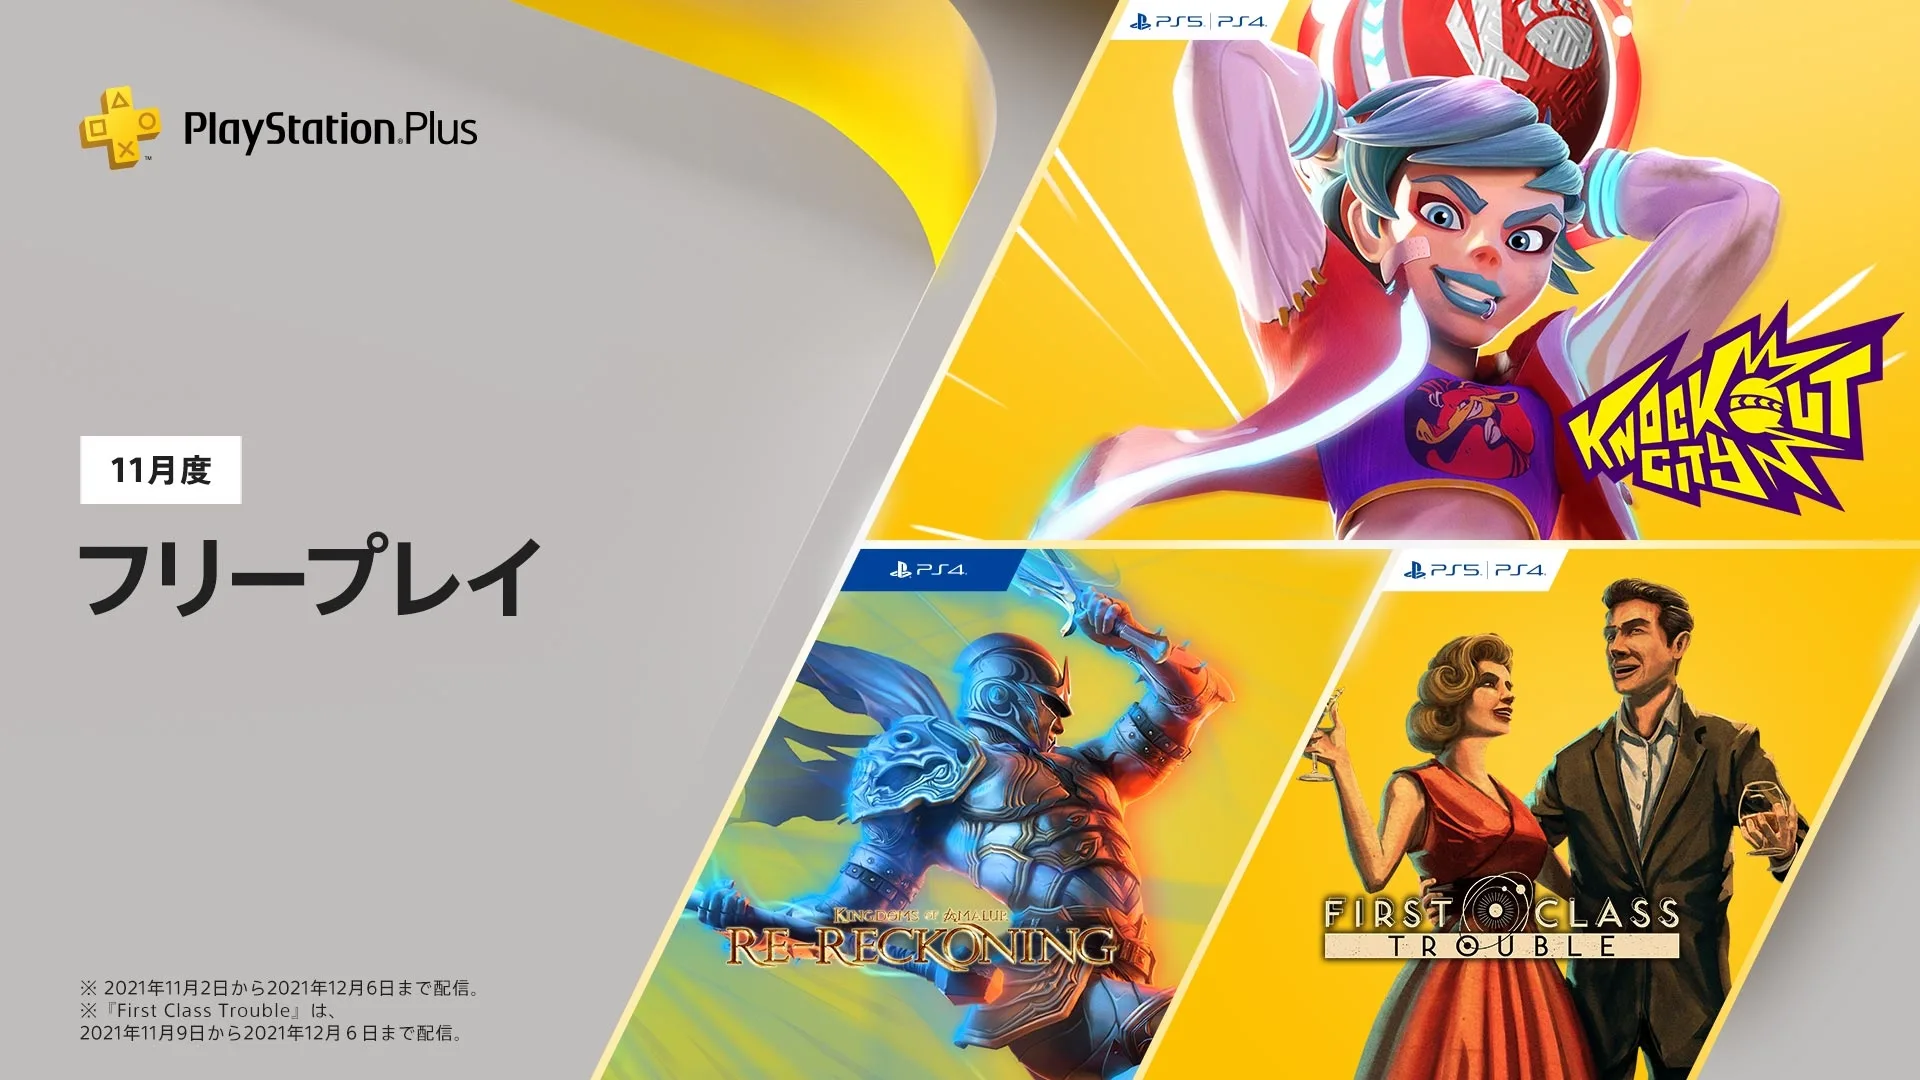 PlayStation®Plus
11月度
フリープレイ
※ 2021年11月2日から2021年12月6日まで配信。
※『First Class Trouble』は、
2021年11月9日から2021年12月６日まで配信。
PS5 | PS4
KNOCKOUT
CITY
PS4
KINGDOMS OF AMALUR
RE-RECKONING
PS5 | PS4
FIRST CLASS
TROUBLE